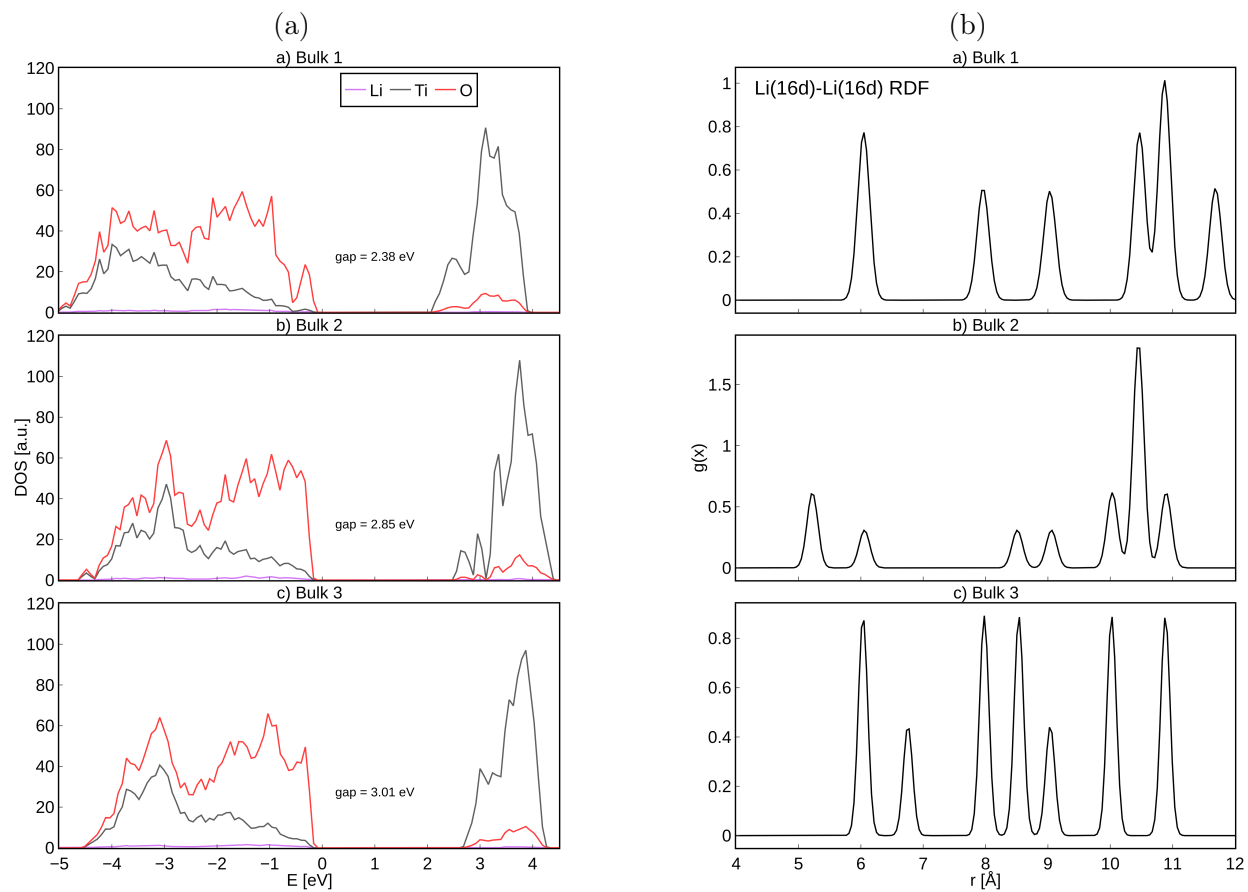 (a)
a) Bulk 1
120
100
80
60
40
20
0
Li Ti O
gap = 2.38 eV
b) Bulk 2
120
100
80
60
40
20
0
DOS [a.u.]
gap = 2.85 eV
c) Bulk 3
120
100
80
60
40
20
0
gap = 3.01 eV
−5 −4 −3 −2 −1 0 1 2 3 4
E [eV]
(b)
a) Bulk 1
Li(16d)-Li(16d) RDF
1
0.8
0.6
0.4
0.2
0
b) Bulk 2
1.5
1
0.5
0
g(x)
c) Bulk 3
0.8
0.6
0.4
0.2
0
4 5 6 7 8 9 10 11 12
r [Å]